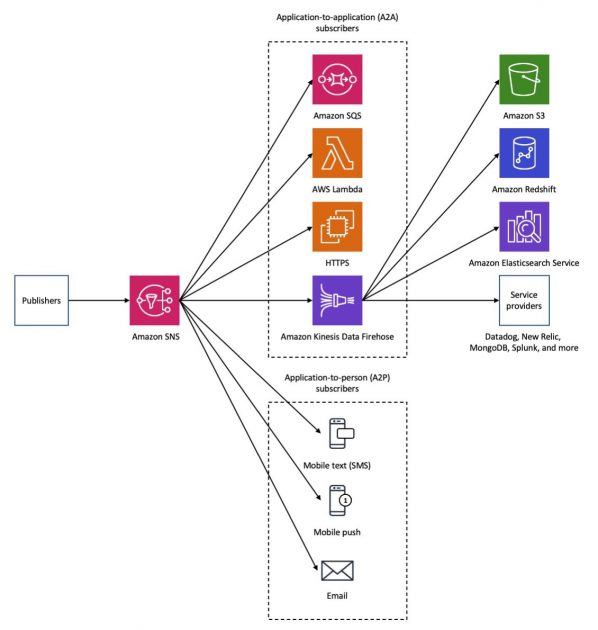 Application-to-application (A2A)
subscribers
Amazon SQS
Amazon S3
AWS Lambda
Amazon Redshift
HTTPS
Amazon Elasticsearch Service
Publishers
Amazon SNS
Amazon Kinesis Data Firehose
Service
providers
Datadog, New Relic,
MongoDB, Splunk, and more
Application-to-person (A2P)
subscribers
Mobile text (SMS)
1
Mobile push
Email